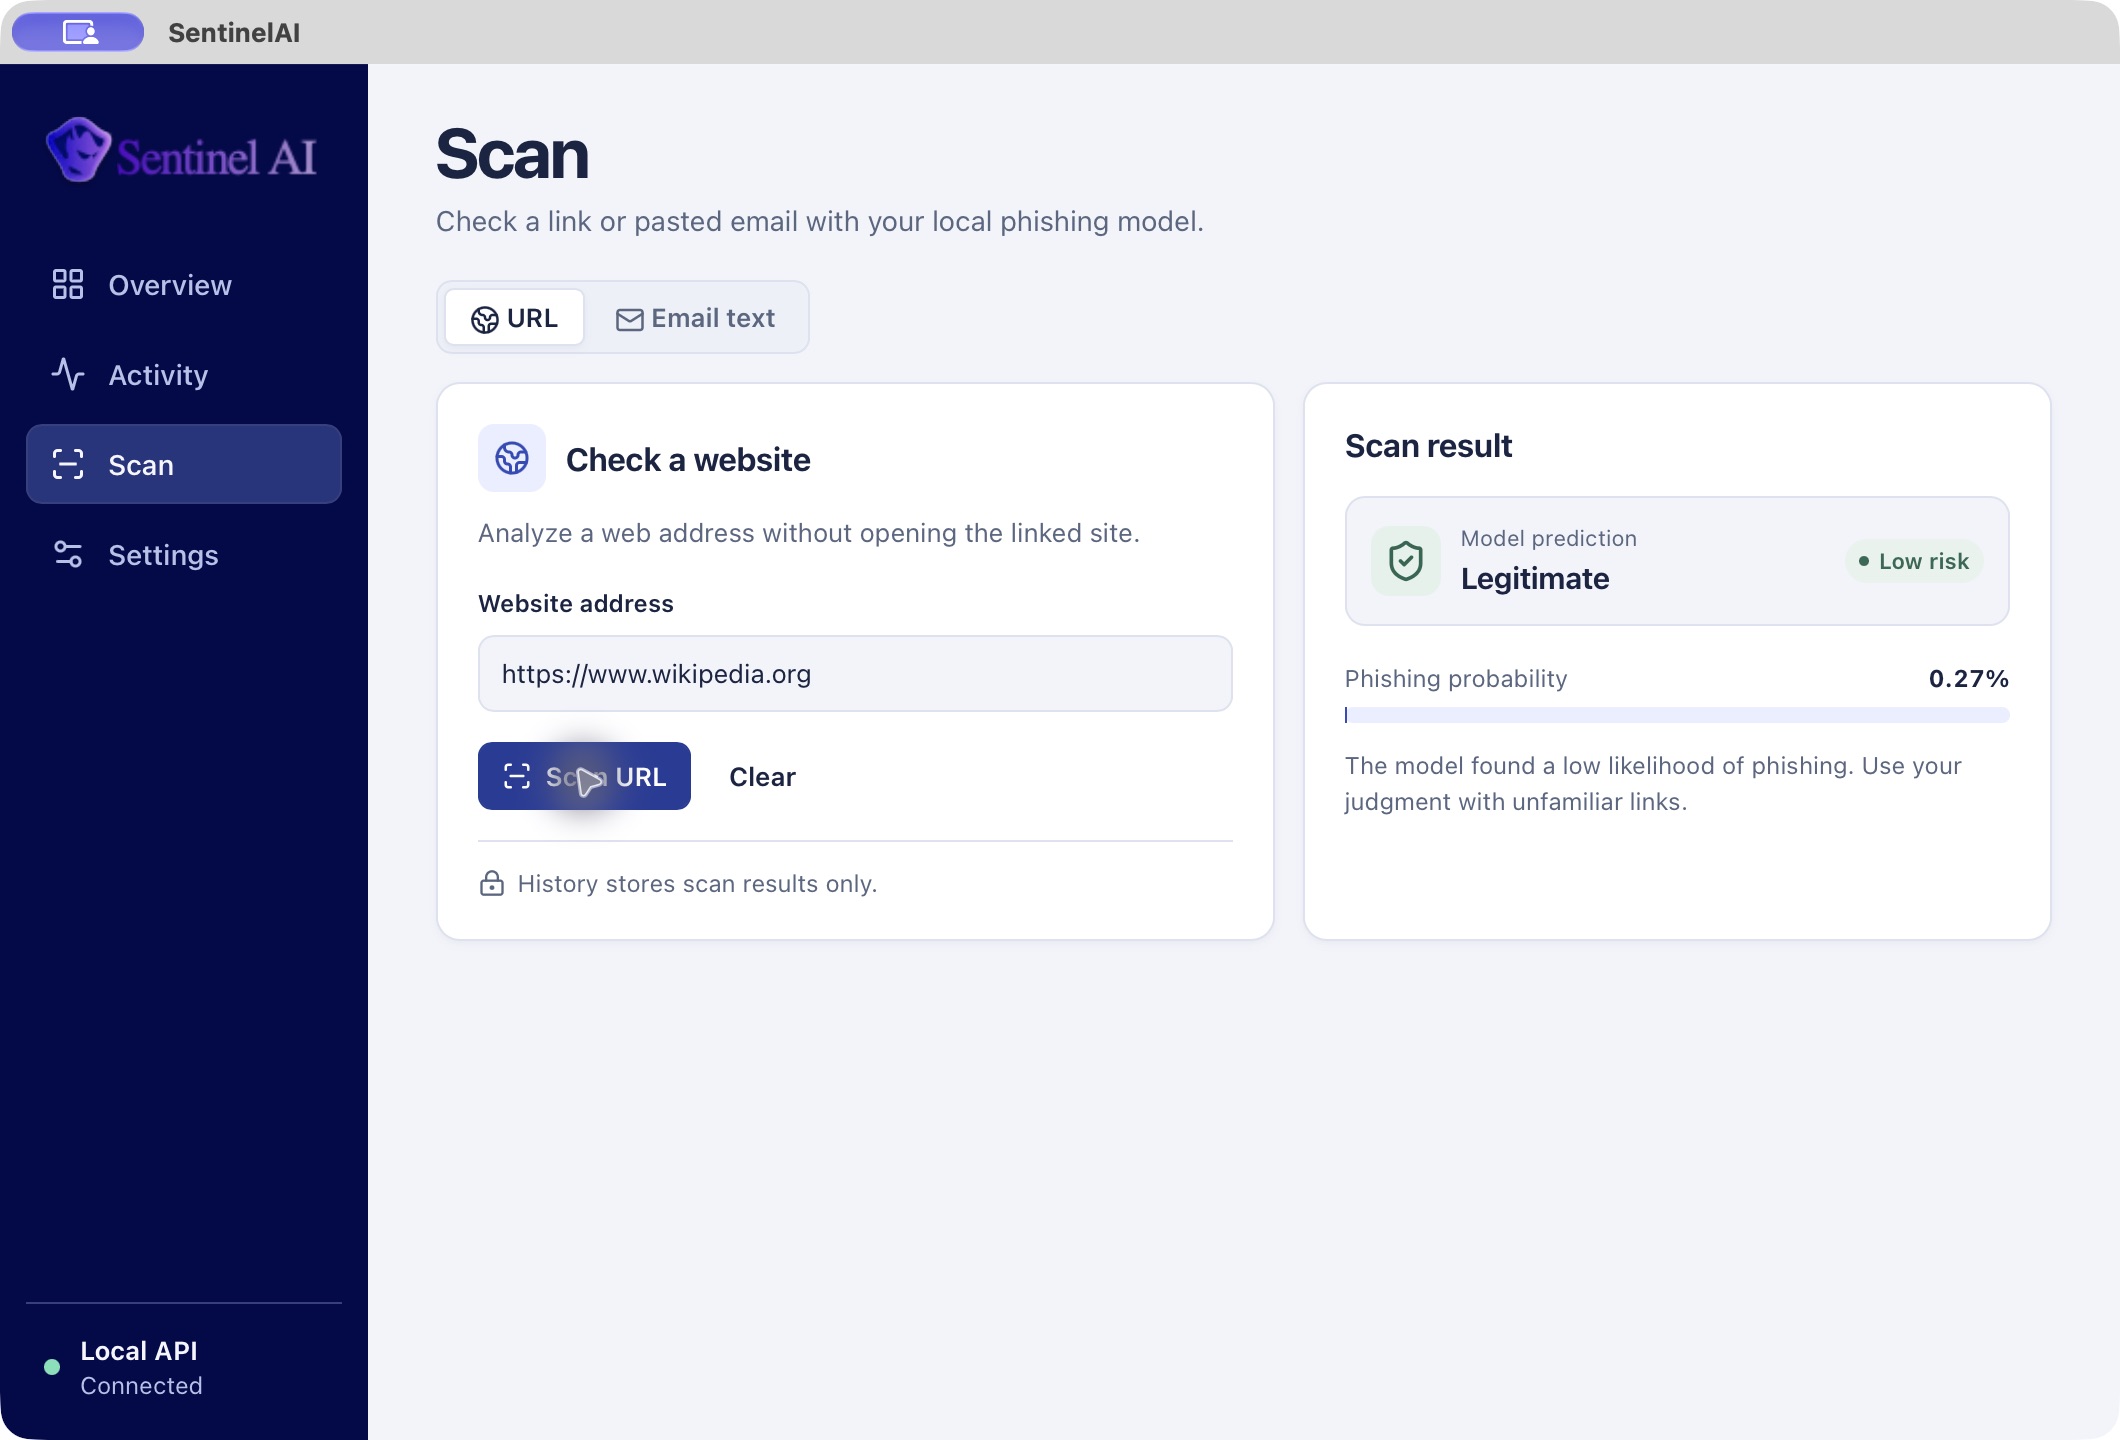 SentinelAI
Sentinel AI
Overview
Activity
Scan
Settings
Local API
Connected
Scan
Check a link or pasted email with your local phishing model.
URL
Email text
Check a website
Analyze a web address without opening the linked site.
Website address
https://www.wikipedia.org
Scan URL
Clear
History stores scan results only.
Scan result
Model prediction
Legitimate
Low risk
Phishing probability
0.27%
The model found a low likelihood of phishing. Use your
judgment with unfamiliar links.